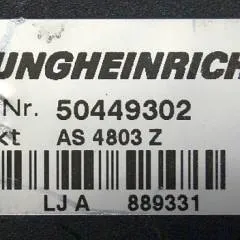 UNGHEINRICH
Nr. 50449302
kt AS 4803 Z
LJ A 889331